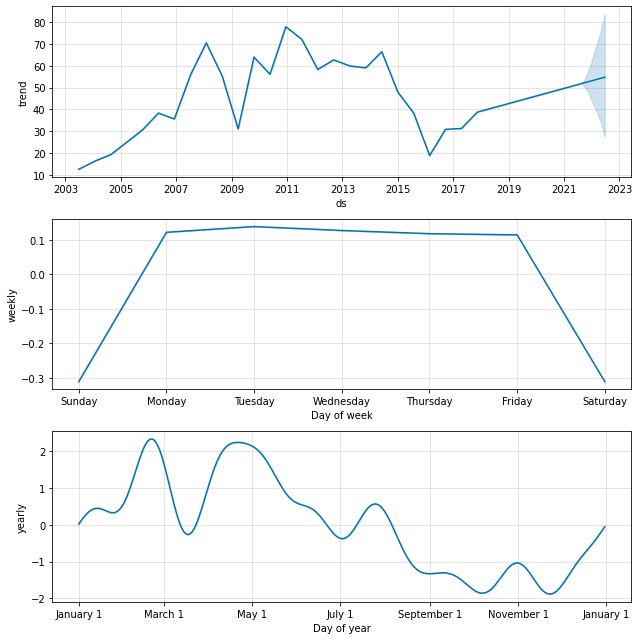 80
70
60
50
40
30
20
10
trend
2003 2005 2007 2009 2011 2013 2015 2017 2019 2021 2023
ds
0.1
0.0
−0.1
−0.2
−0.3
weekly
Sunday Monday Tuesday Wednesday Thursday Friday Saturday
Day of week
2
1
0
−1
−2
yearly
January 1 March 1 May 1 July 1 September 1 November 1 January 1
Day of year